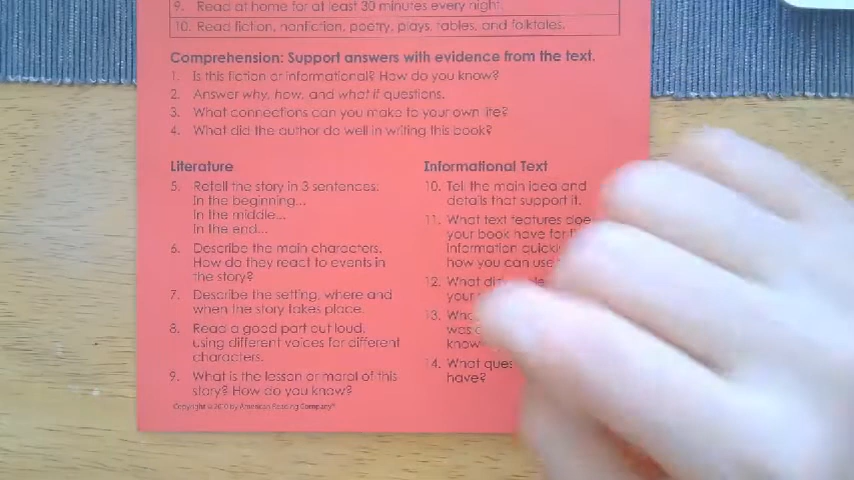 9. Read at home for at least 30 minutes every night.
10. Read fiction, nonfiction, poetry, plays, fables, and folktales.
Comprehension: Support answers with evidence from the text.
1. Is this fiction or informational? How do you know?
2. Answer why, how, and what if questions.
3. What connections can you make to your own life?
4. What did the author do well in writing this book?
Literature
5. Retell the story in 3 sentences.
In the beginning...
In the middle...
In the end...
6. Describe the main characters.
How do they react to events in
the story?
7. Describe the setting, where and
when the story takes place.
8. Read a good part out loud,
using different voices for different
characters.
9. What is the lesson or moral of this
story? How do you know?
Copyright © 2010 by American Reading Company™
Informational Text
10. Tell the main idea and
details that support it.
11. What text features doe
your book have for
information quick
how you can use
12. What di
your
13.
was
know
14. What ques
have?